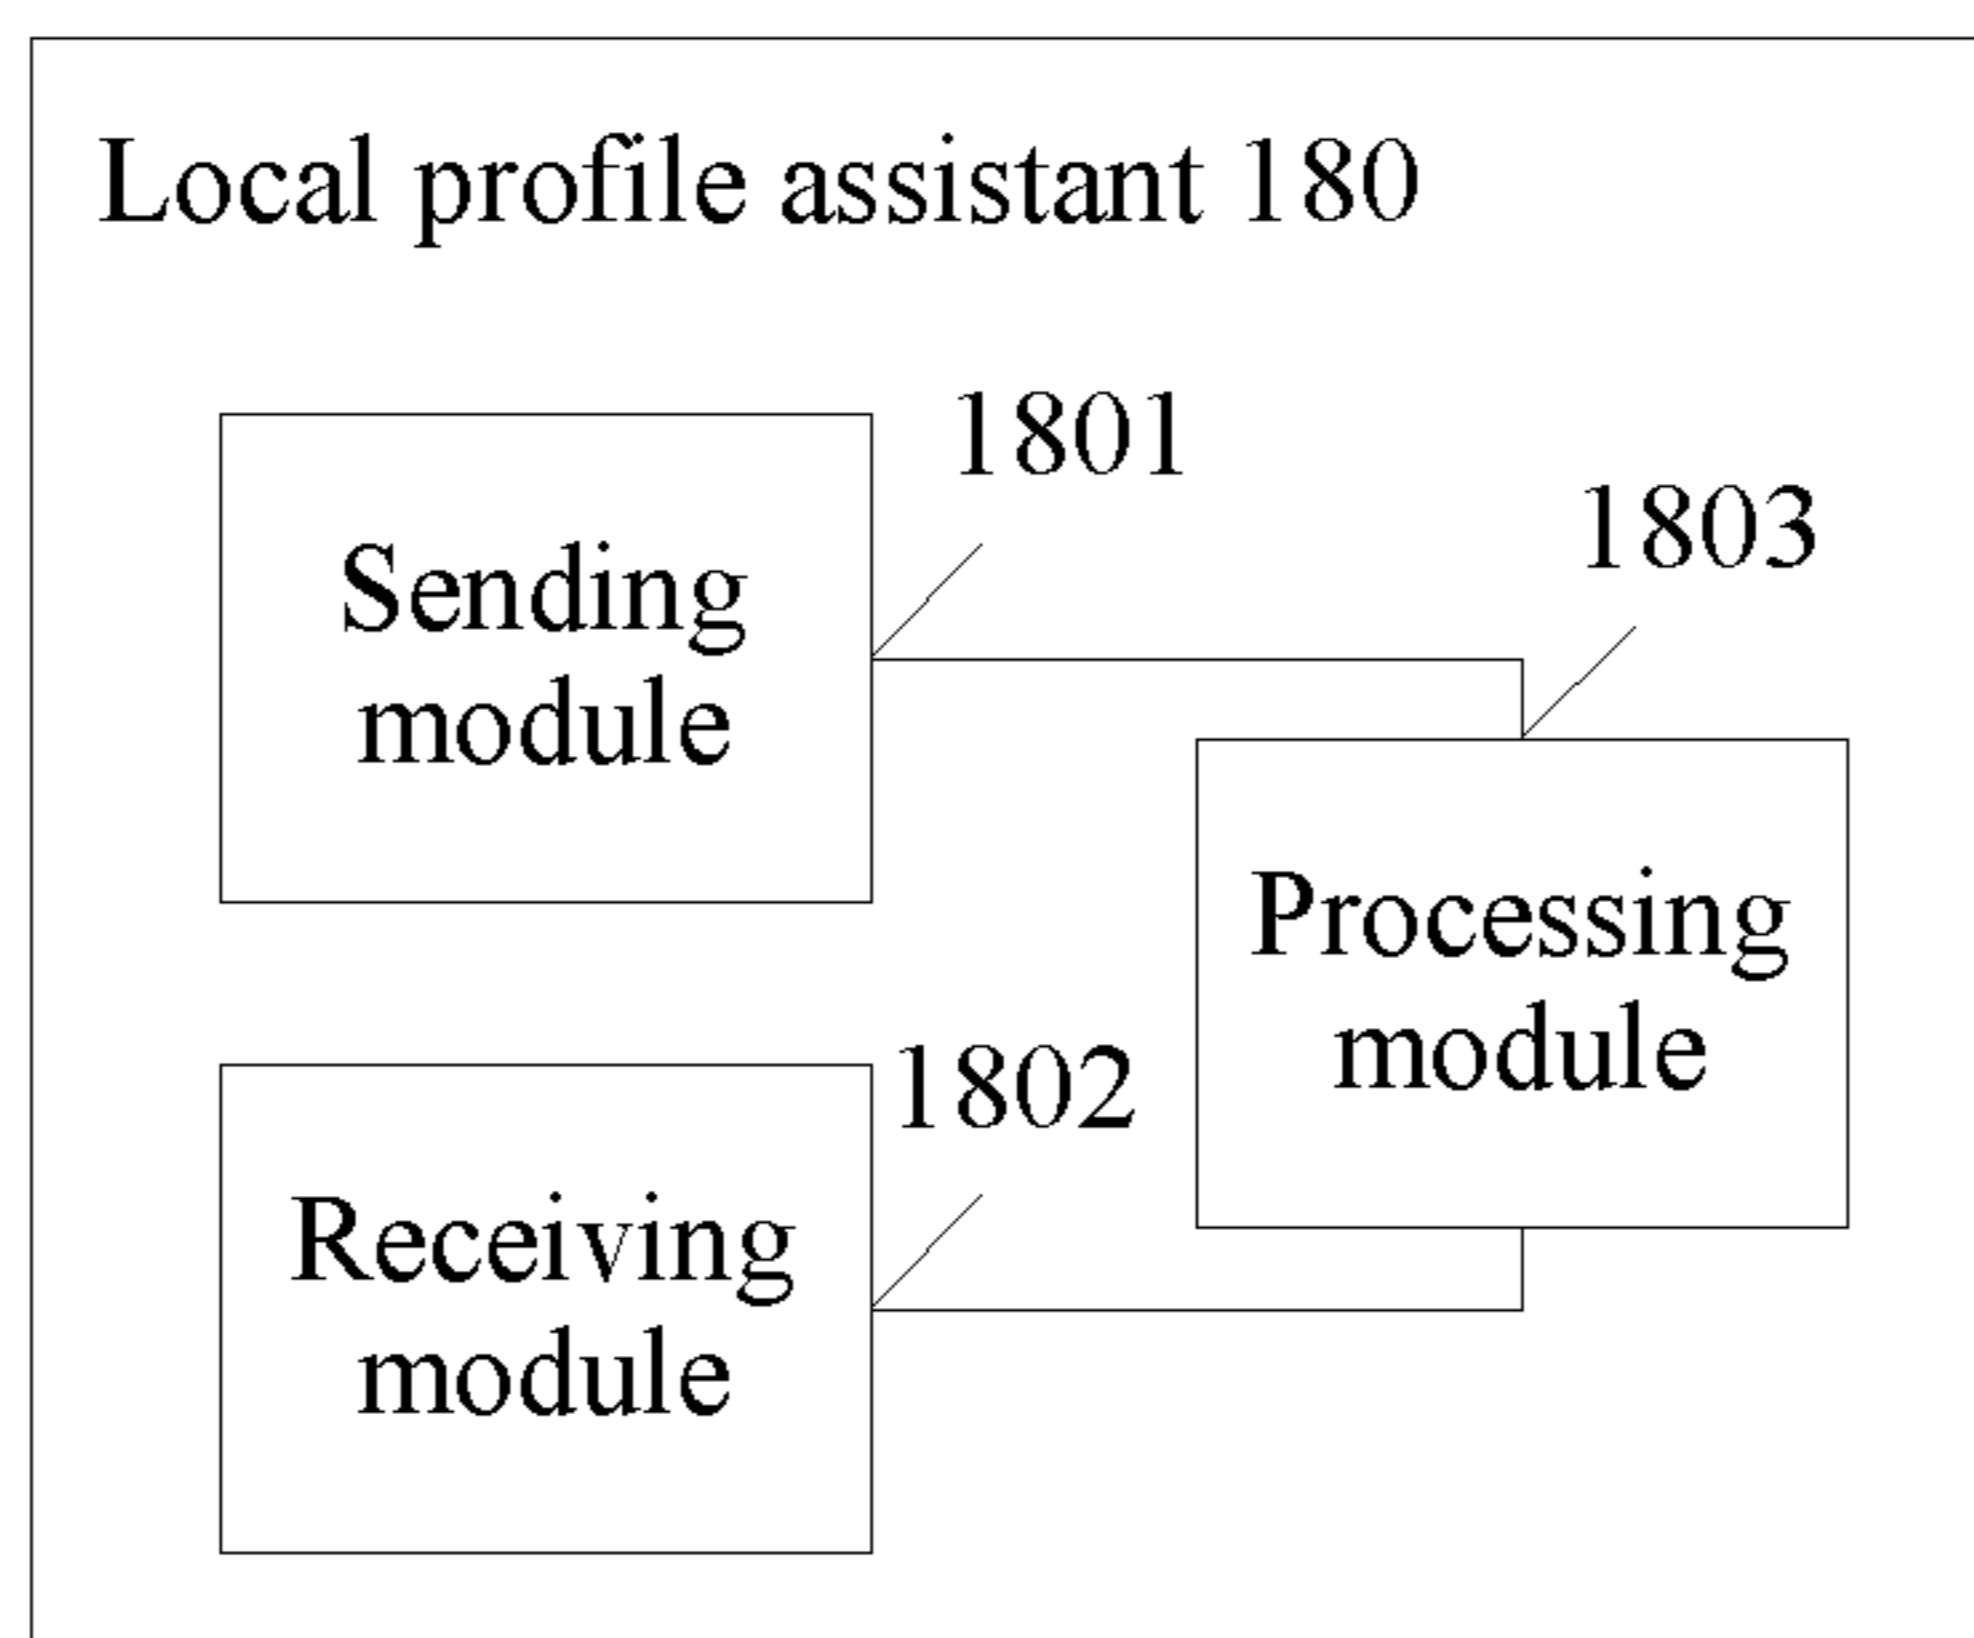 Local profile assistant 180
1801
Sending
module
1803
Processing
module
1802
Receiving
module